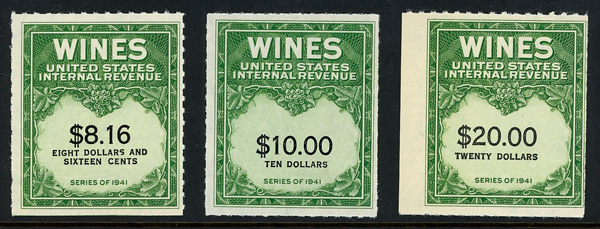 WINES
UNITED STATES
INTERNAL REVENUE
$8.16
EIGHT DOLLARS AND
SIXTEEN CENTS
SERIES OF 1941
WINES
UNITED STATES
INTERNAL REVENUE
$10.00
TEN DOLLARS
SERIES OF 1941
WINES
UNITED STATES
INTERNAL REVENUE
$20.00
TWENTY DOLLARS
SERIES OF 1941